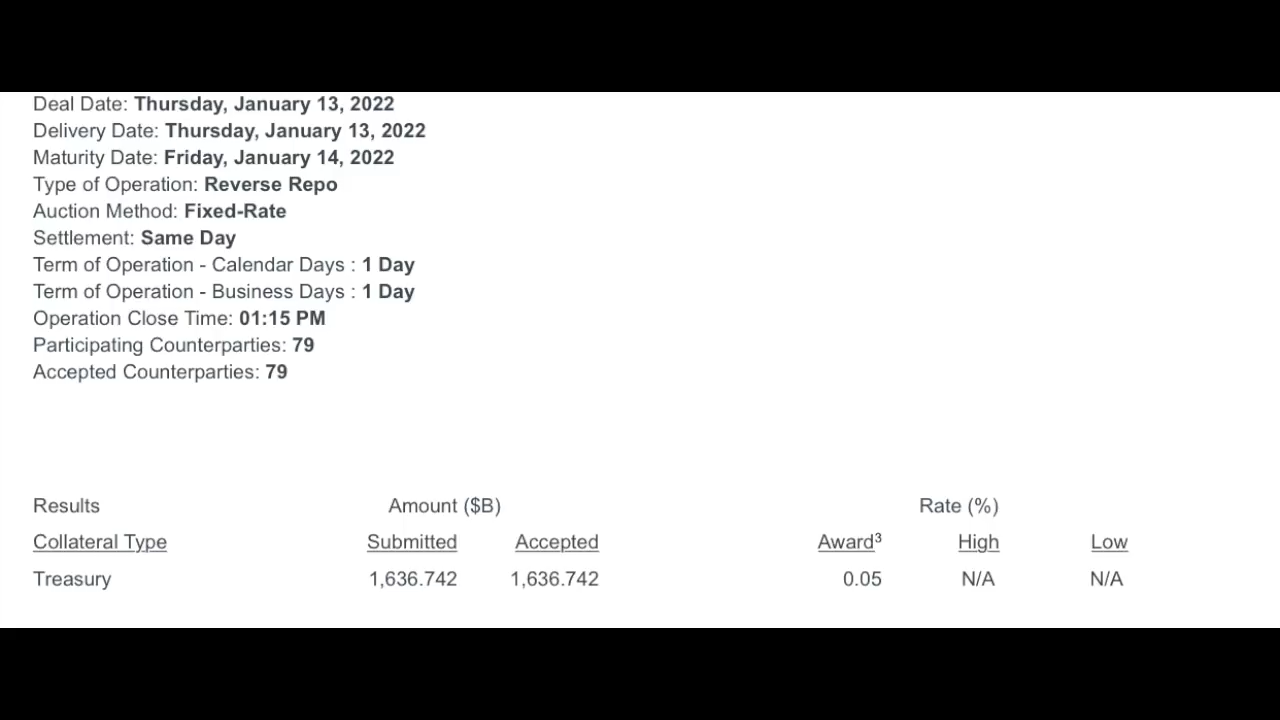 Deal Date: Thursday, January 13, 2022
Delivery Date: Thursday, January 13, 2022
Maturity Date: Friday, January 14, 2022
Type of Operation: Reverse Repo
Auction Method: Fixed-Rate
Settlement: Same Day
Term of Operation - Calendar Days : 1 Day
Term of Operation - Business Days : 1 Day
Operation Close Time: 01:15 PM
Participating Counterparties: 79
Accepted Counterparties: 79
Results Amount ($B) Rate (%)
Collateral Type Submitted Accepted Award³ High Low
Treasury 1,636.742 1,636.742 0.05 N/A N/A